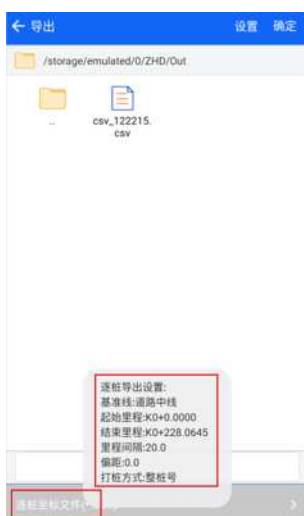 导出 设置 确定
/storage/emulated/0/ZHD/Out
..
csv_122215.
csv
逐桩导出设置:
基准线:道路中线
起始里程:K0+0.0000
结束里程:K0+228.0645
里程间隔:20.0
偏距:0.0
打桩方式:整桩号
逐桩坐标文件(